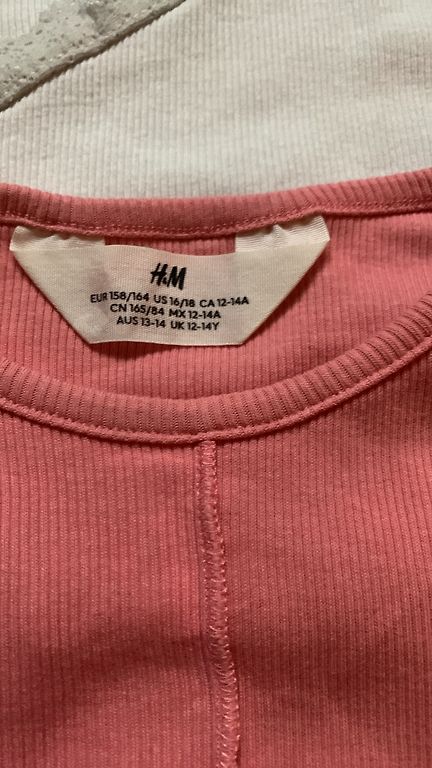 H&M
EUR 158/164 US 16/18 CA 12-14A
CN 165/84 MX 12-14A
AUS 13-14 UK 12-14Y